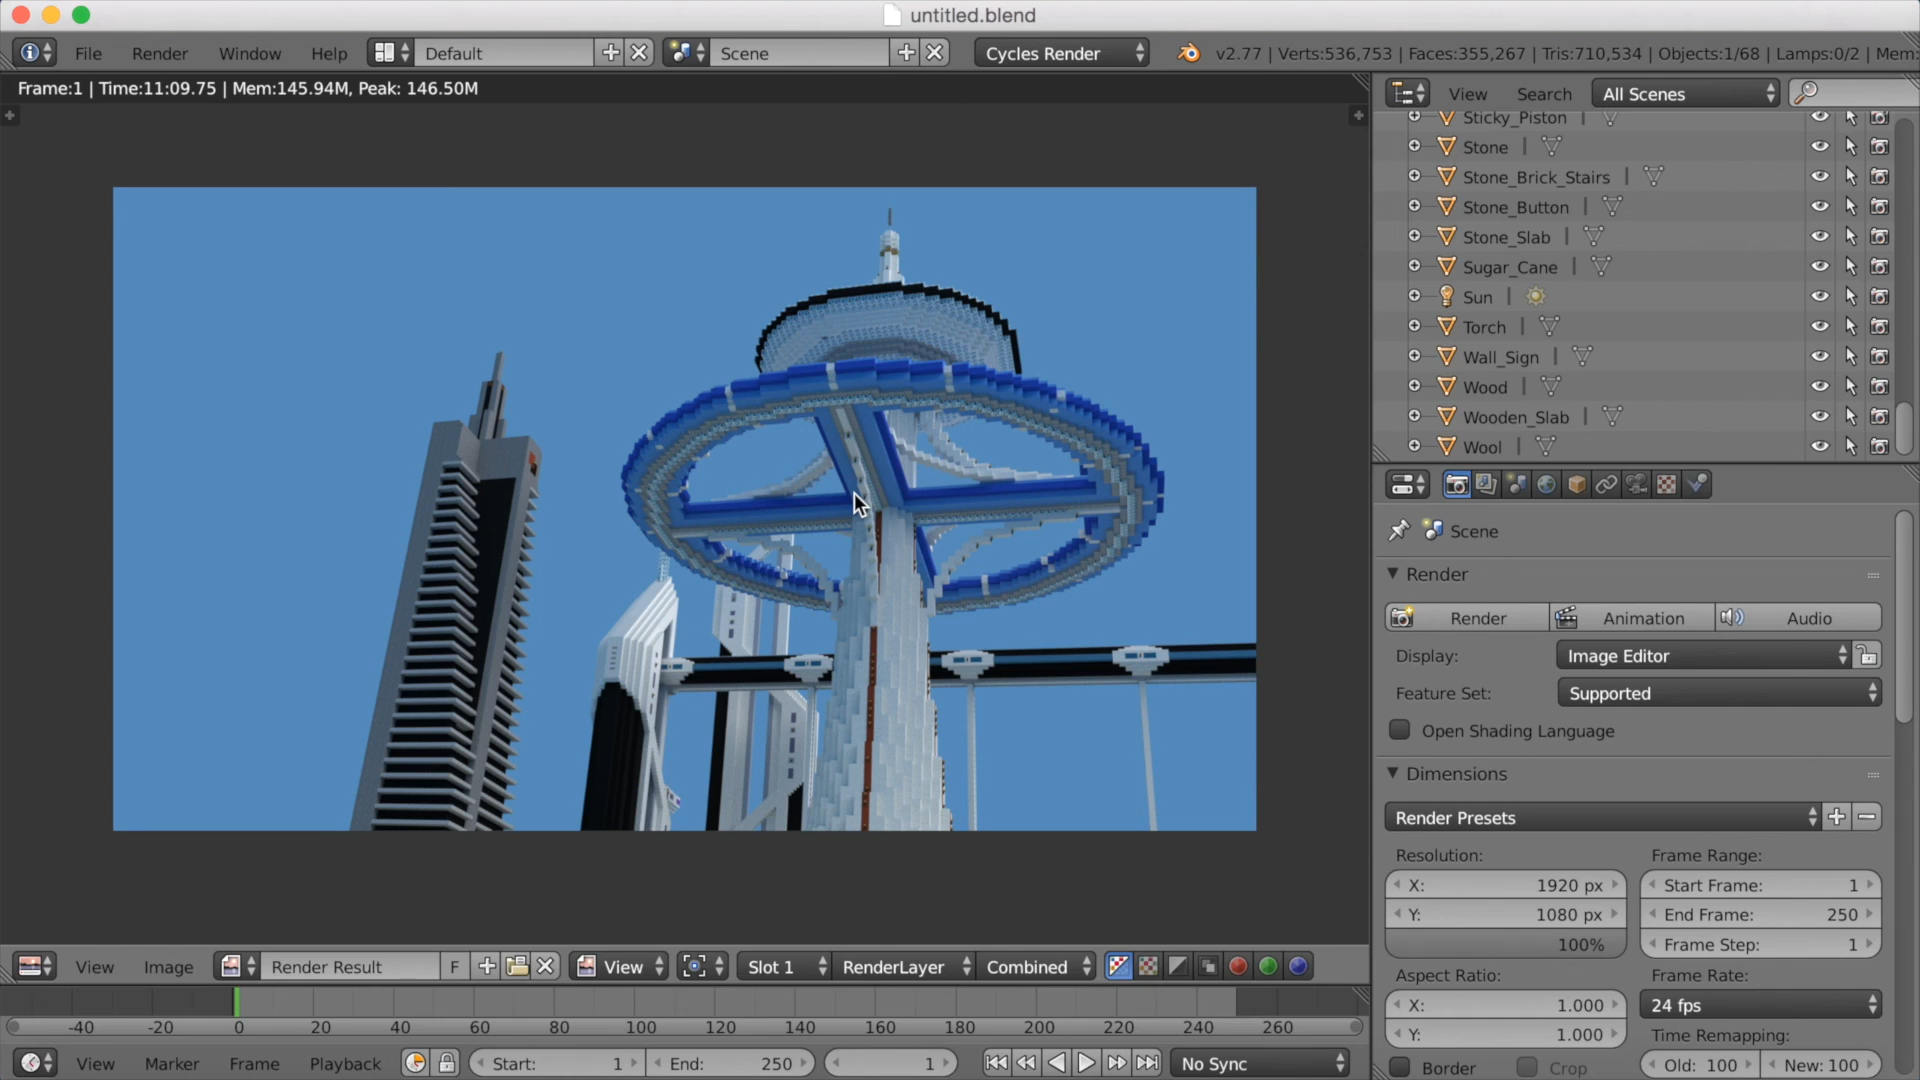 untitled.blend
File Render Window Help Default Scene Cycles Render v2.77 | Verts:536,753 | Faces:355,267 | Tris:710,534 | Objects:1/68 | Lamps:0/2 | Mem:
Frame:1 | Time:11:09.75 | Mem:145.94M, Peak: 146.50M
View Search All Scenes
Sticky_Piston
Stone
Stone_Brick_Stairs
Stone_Button
Stone_Slab
Sugar_Cane
Sun
Torch
Wall_Sign
Wood
Wooden_Slab
Wool
Scene
Render
Render Animation Audio
Display: Image Editor
Feature Set: Supported
Open Shading Language
Dimensions
Render Presets
Resolution: Frame Range:
X: 1920 px Start Frame: 1
Y: 1080 px End Frame: 250
100% Frame Step: 1
Aspect Ratio: Frame Rate:
X: 1.000 24 fps
Y: 1.000 Time Remapping:
Border Crop Old: 100 New: 100
View Image Render Result F View Slot 1 RenderLayer Combined
-40 -20 0 20 40 60 80 100 120 140 160 180 200 220 240 260
View Marker Frame Playback Start: 1 End: 250 1 No Sync